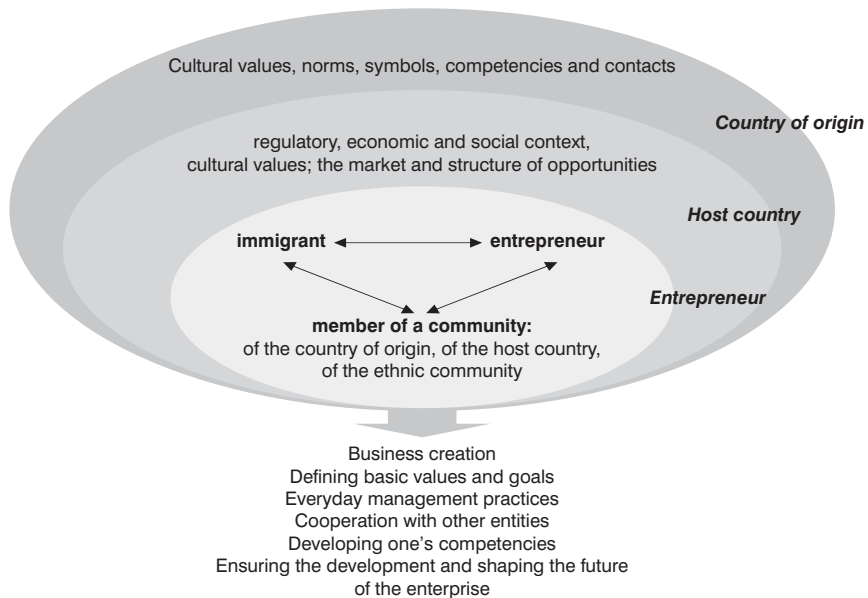 Cultural values, norms, symbols, competencies and contacts
Country of origin
regulatory, economic and social context,
cultural values; the market and structure of opportunities
Host country
immigrant
entrepreneur
Entrepreneur
member of a community:
of the country of origin, of the host country,
of the ethnic community
Business creation
Defining basic values and goals
Everyday management practices
Cooperation with other entities
Developing one's competencies
Ensuring the development and shaping the future
of the enterprise